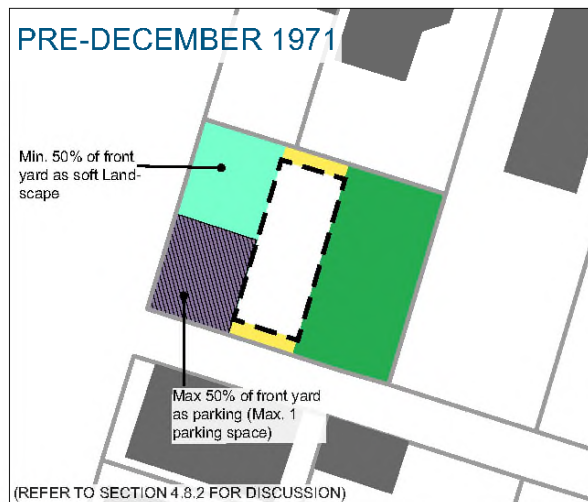 PRE-DECEMBER 1971
Min. 50% of front
yard as soft Land-
scape
Max 50% of front yard
as parking (Max. 1
parking space)
(REFER TO SECTION 4.8.2 FOR DISCUSSION)